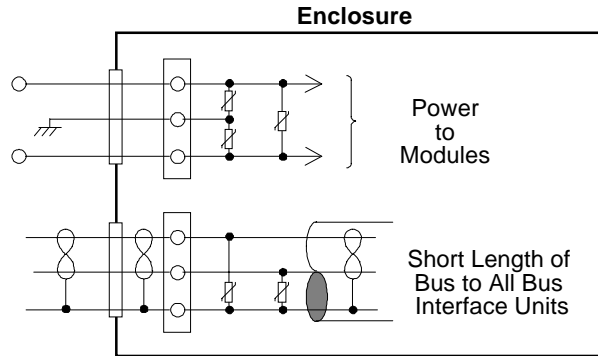 Enclosure
Power
to
Modules
Short Length of
Bus to All Bus
Interface Units